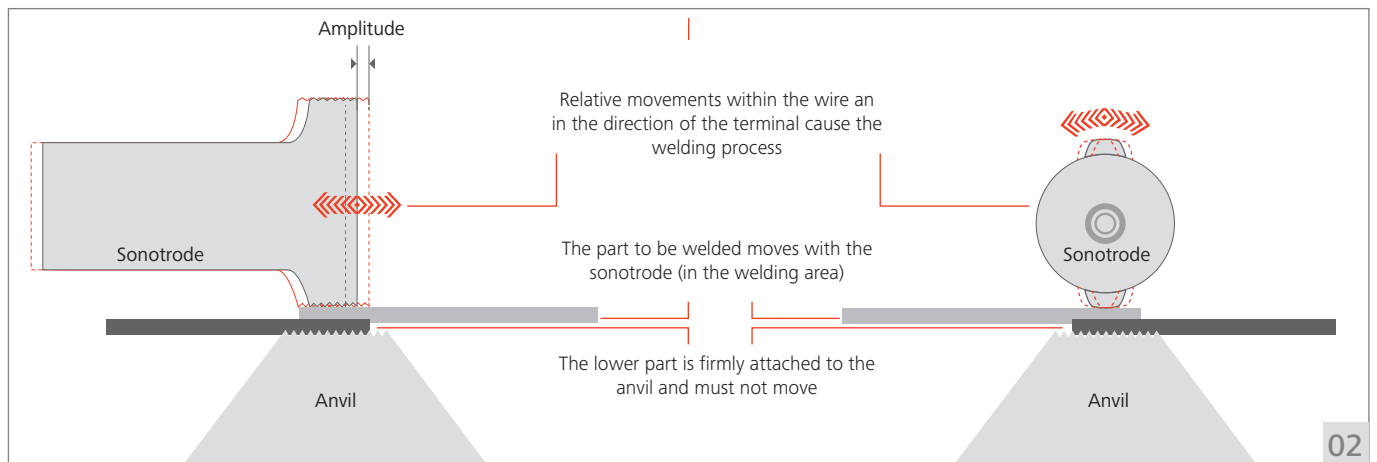 Amplitude
Relative movements within the wire an
in the direction of the terminal cause the
welding process
Sonotrode
The part to be welded moves with the
sonotrode (in the welding area)
Sonotrode
The lower part is firmly attached to the
anvil and must not move
Anvil
Anvil
02